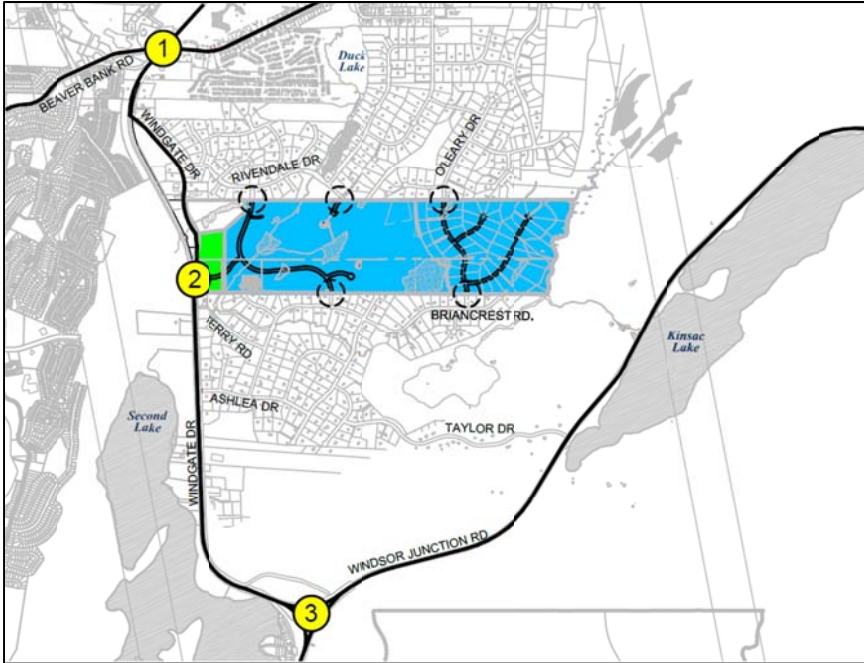 1
BEAVER BANK RD
Duck
Lake
WINDGATE DR
RIVENDALE DR
O'LEARY DR
2
BRIANCREST RD.
Kinsac
Lake
ERRY RD.
ASHLEA DR
Second
Lake
TAYLOR DR
WINDGATE DR
WINDSOR JUNCTION RD
3